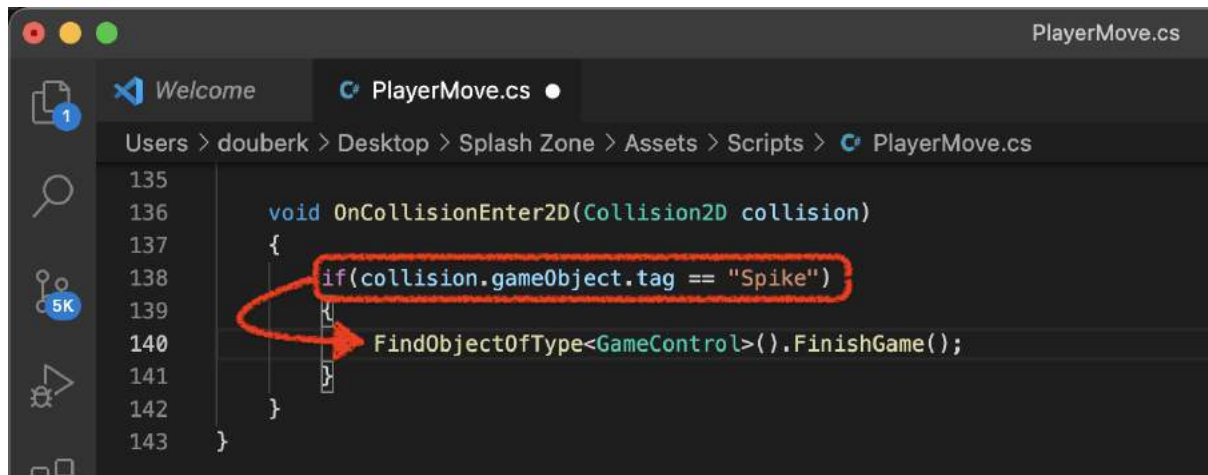 PlayerMove.cs
1
Welcome
C# PlayerMove.cs
Users > douberk > Desktop > Splash Zone > Assets > Scripts > C# PlayerMove.cs
135
136 void OnCollisionEnter2D(Collision2D collision)
137 {
138 if(collision.gameObject.tag == "Spike")
5K
139 {
140 FindObjectOfType<GameControl>().FinishGame();
141 }
142 }
143 }